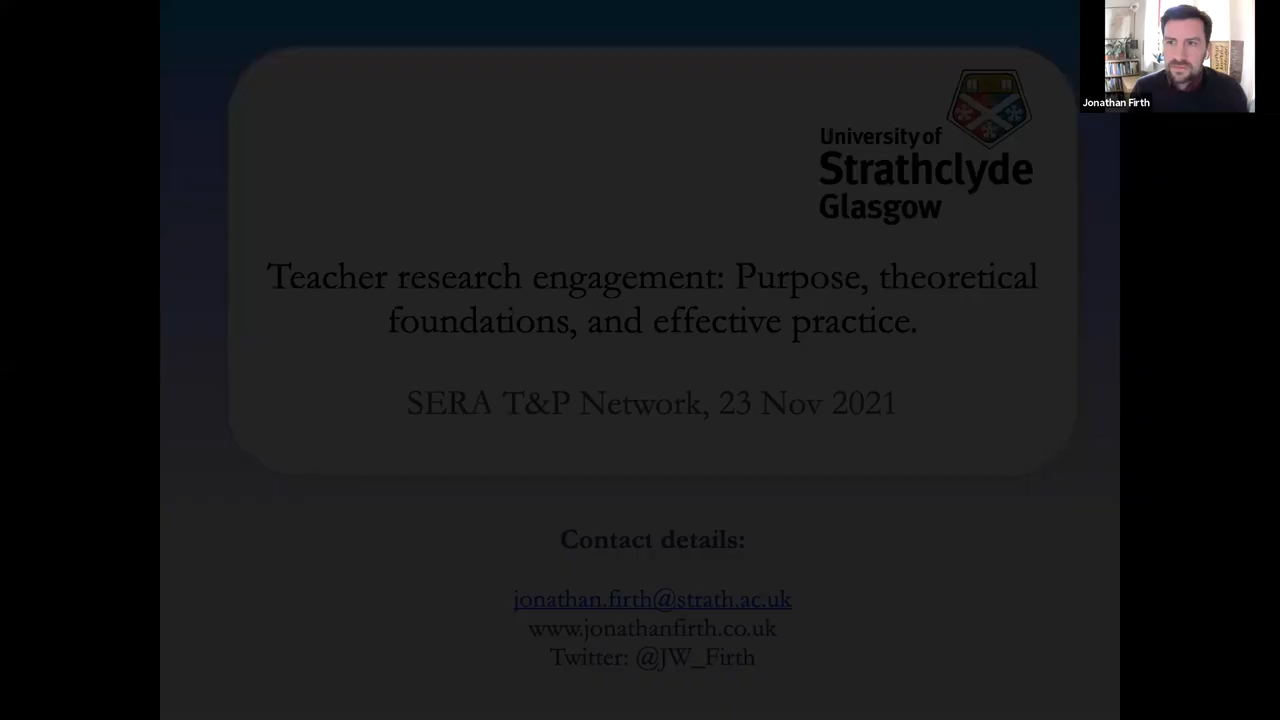 Jonathan Firth
University of
Strathclyde
Glasgow
Teacher research engagement: Purpose, theoretical
foundations, and effective practice.
SERA T&P Network, 23 Nov 2021
Contact details:
jonathan.firth@strath.ac.uk
www.jonathanfirth.co.uk
Twitter: @JW_Firth